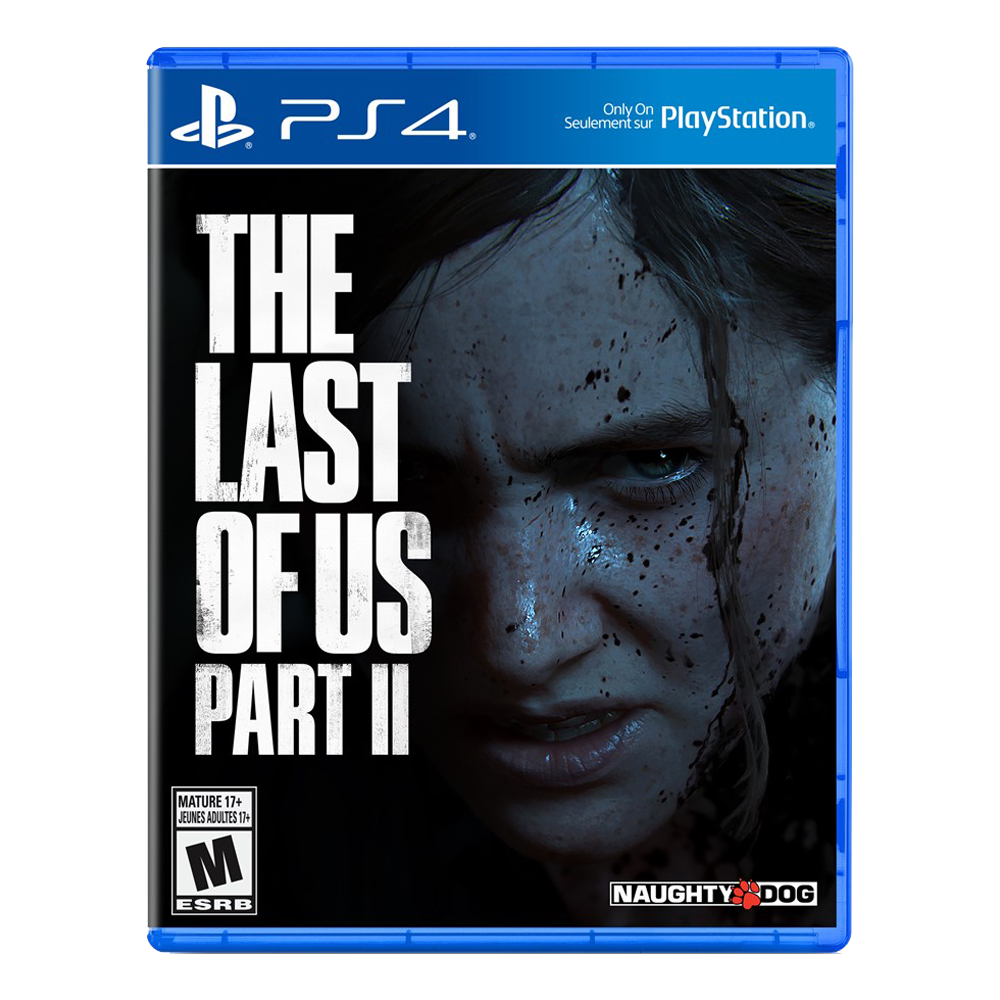 PS4®
Only On
Seulement sur
PlayStation®
THE
LAST
OF US
PART II
MATURE 17+
JEUNES ADULTES 17+
M
ESRB
NAUGHTY DOG